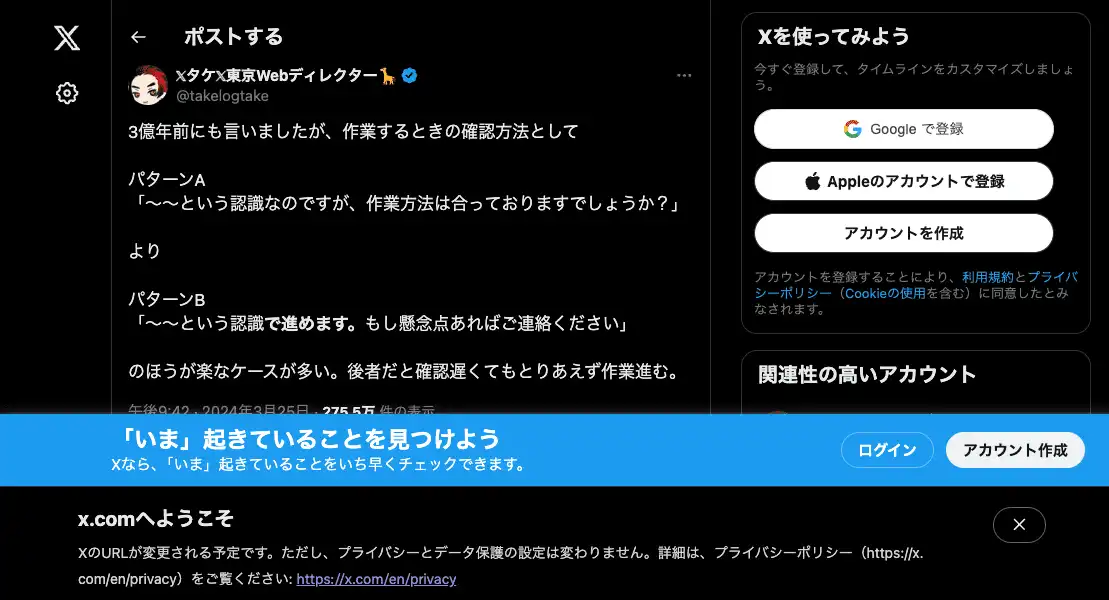 ポストする
𝕏タケ𝕏東京Webディレクター🦒
@takelogtake
3億年前にも言いましたが、作業するときの確認方法として
パターンA
「〜〜という認識なのですが、作業方法は合っておりますでしょうか？」
より
パターンB
「〜〜という認識で進めます。もし懸念点あればご連絡ください」
のほうが楽なケースが多い。後者だと確認遅くてもとりあえず作業進む。
午後9:42 · 2024年3月25日 · 275.5万 件の表示
Xを使ってみよう
今すぐ登録して、タイムラインをカスタマイズしましょ
う。
Google で登録
Appleのアカウントで登録
アカウントを作成
アカウントを登録することにより、利用規約とプライバ
シーポリシー（Cookieの使用を含む）に同意したとみ
なされます。
関連性の高いアカウント
「いま」起きていることを見つけよう
Xなら、「いま」起きていることをいち早くチェックできます。
ログイン
アカウント作成
x.comへようこそ
XのURLが変更される予定です。ただし、プライバシーとデータ保護の設定は変わりません。詳細は、プライバシーポリシー（https://x.
com/en/privacy）をご覧ください: https://x.com/en/privacy